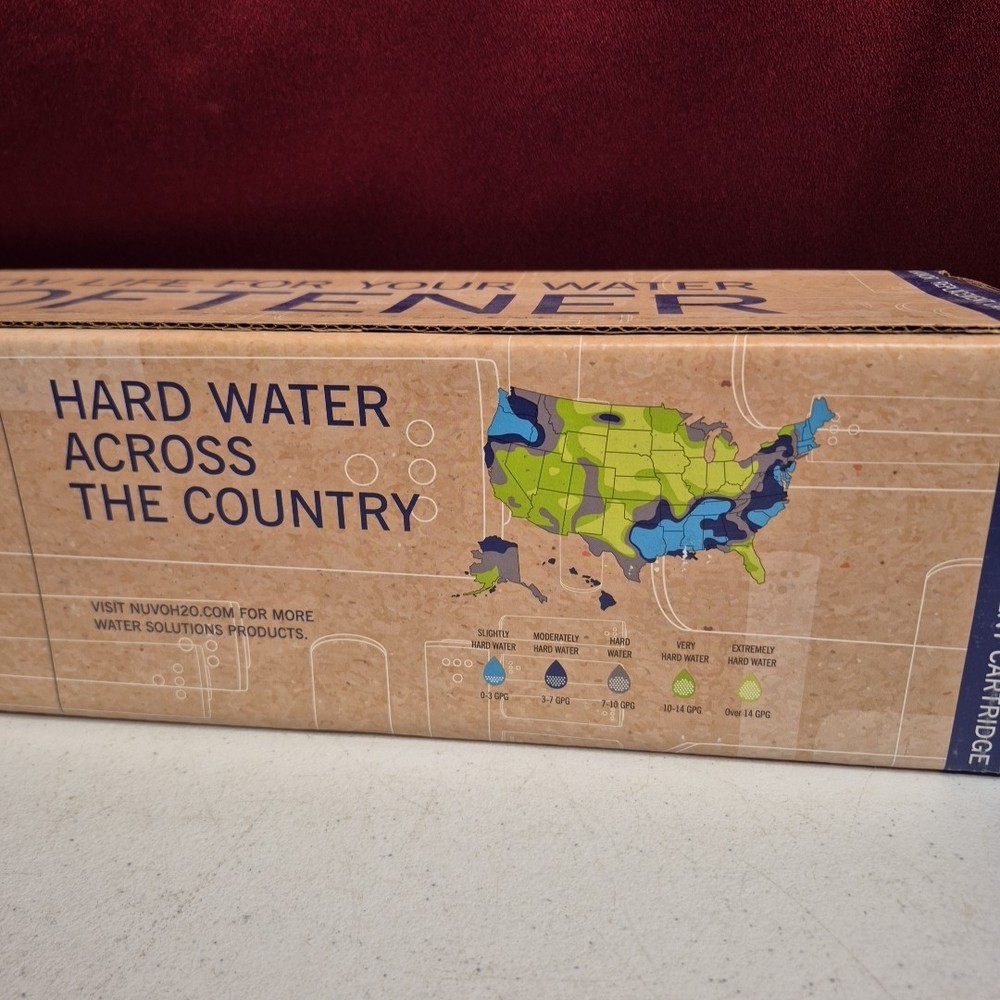 LIFE FOR YOUR WATER
OFTENER
HARD WATER
ACROSS
THE COUNTRY
VISIT NUVOH2O.COM FOR MORE
WATER SOLUTIONS PRODUCTS.
SLIGHTLY
HARD WATER
0-3 GPG
MODERATELY
HARD WATER
3-7 GPG
HARD
WATER
7-10 GPG
VERY
HARD WATER
10-14 GPG
EXTREMELY
HARD WATER
Over 14 GPG
CARTRIDGE